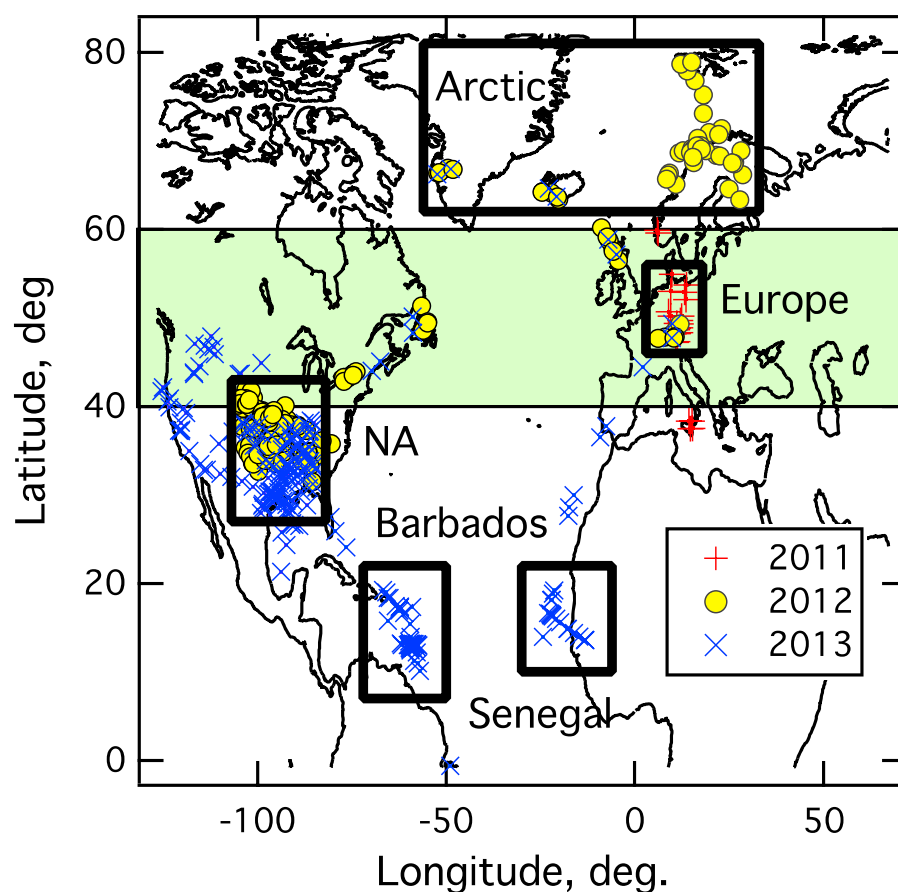 80
Arctic
60
Europe
Latitude, deg
40
NA
Barbados
2011
20
2012
2013
Senegal
0
-100
-50
0
50
Longitude, deg.